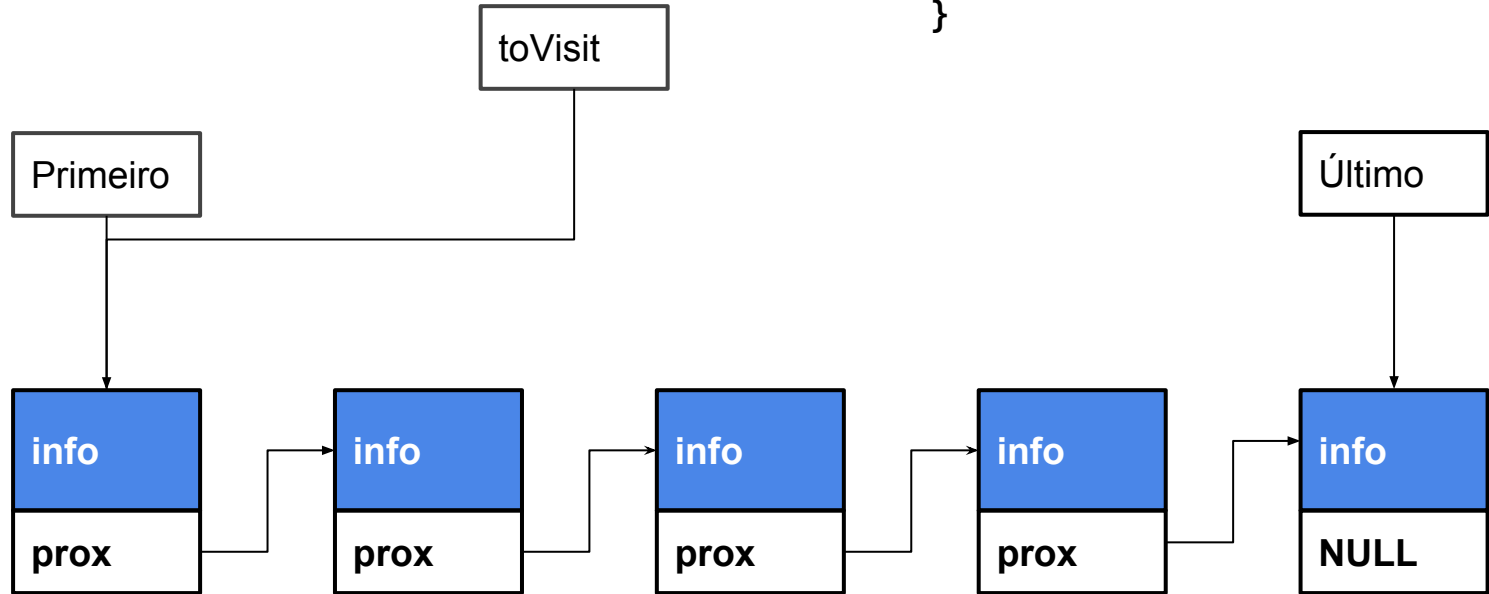 }
toVisit
Primeiro
Último
info
info
info
info
info
prox
prox
prox
prox
NULL